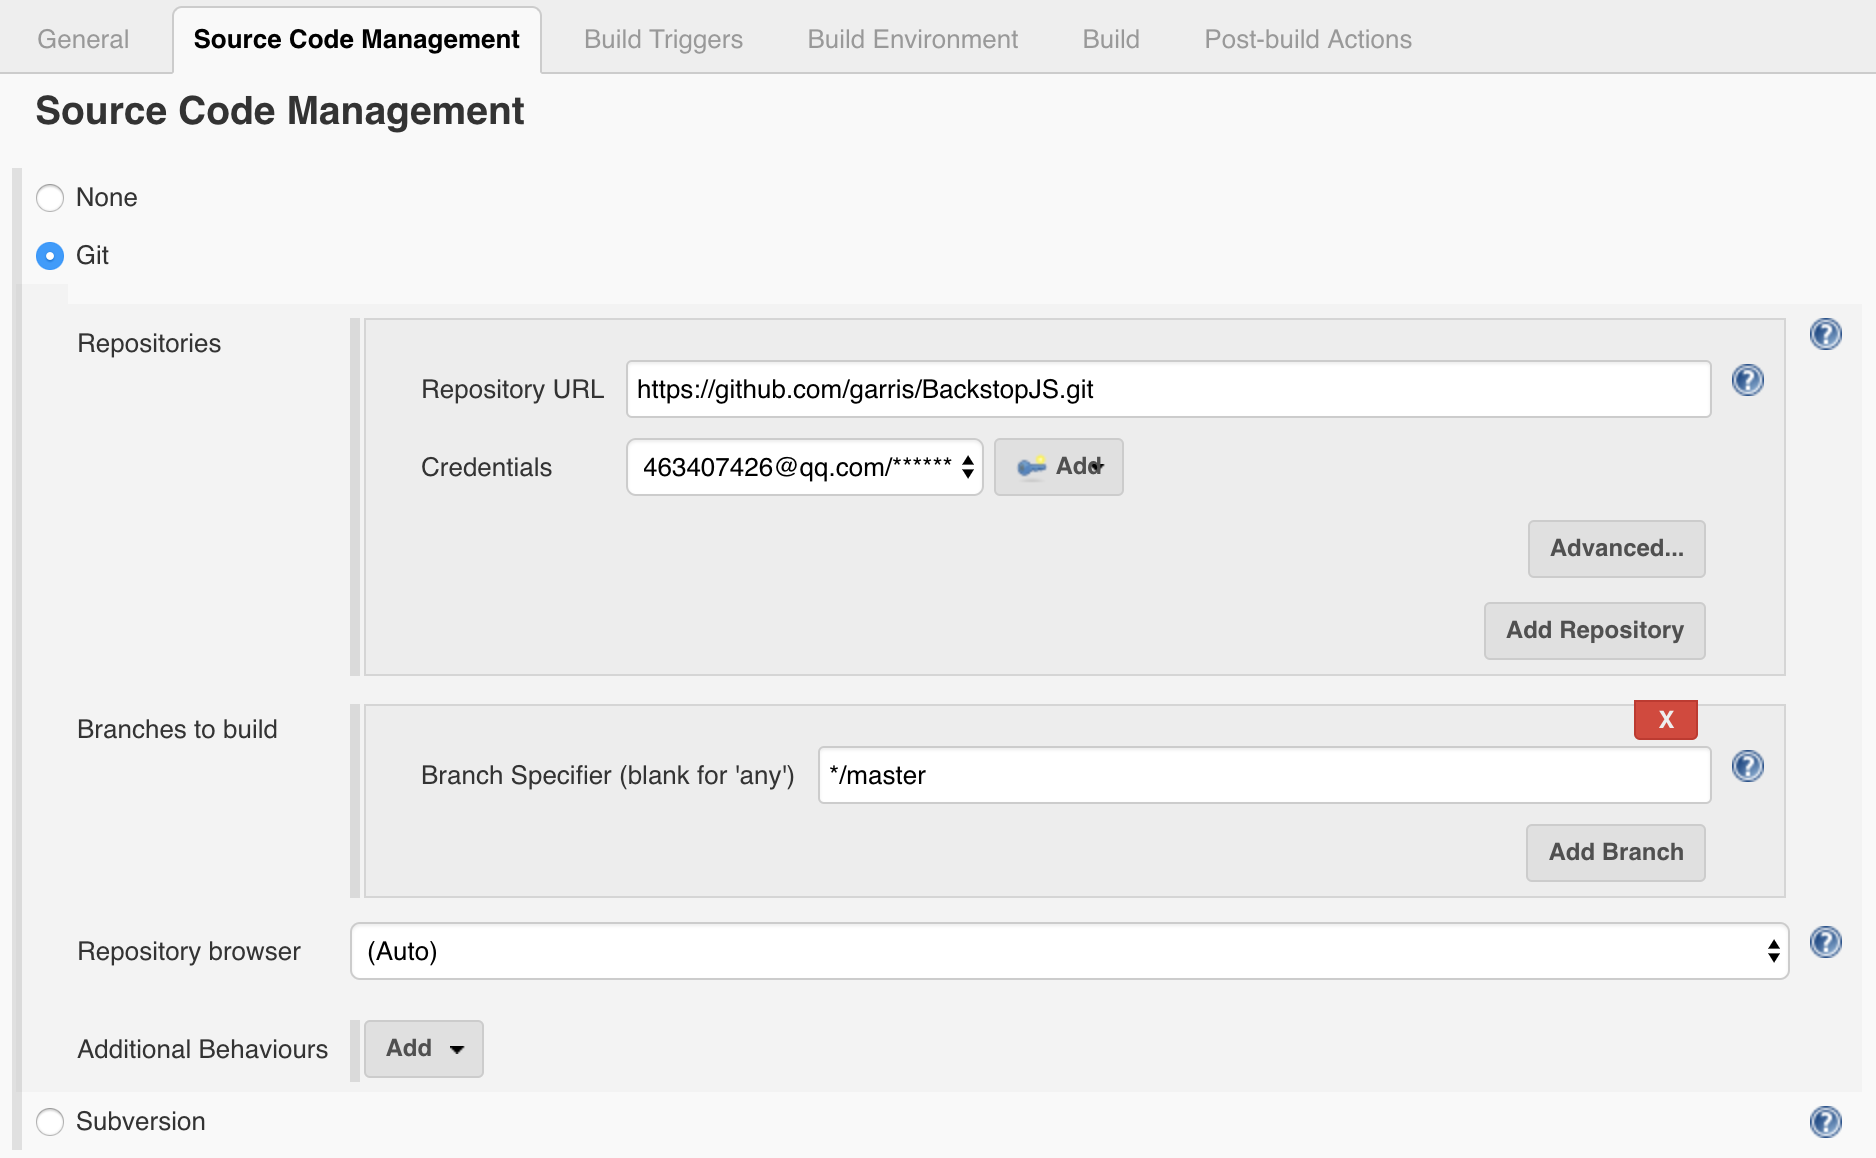 General Source Code Management Build Triggers Build Environment Build Post-build Actions
Source Code Management
None
Git
Repositories
Repository URL https://github.com/garris/BackstopJS.git
Credentials 463407426@qq.com/****** Add
Advanced...
Add Repository
Branches to build
X
Branch Specifier (blank for 'any') */master
Add Branch
Repository browser (Auto)
Additional Behaviours Add
Subversion